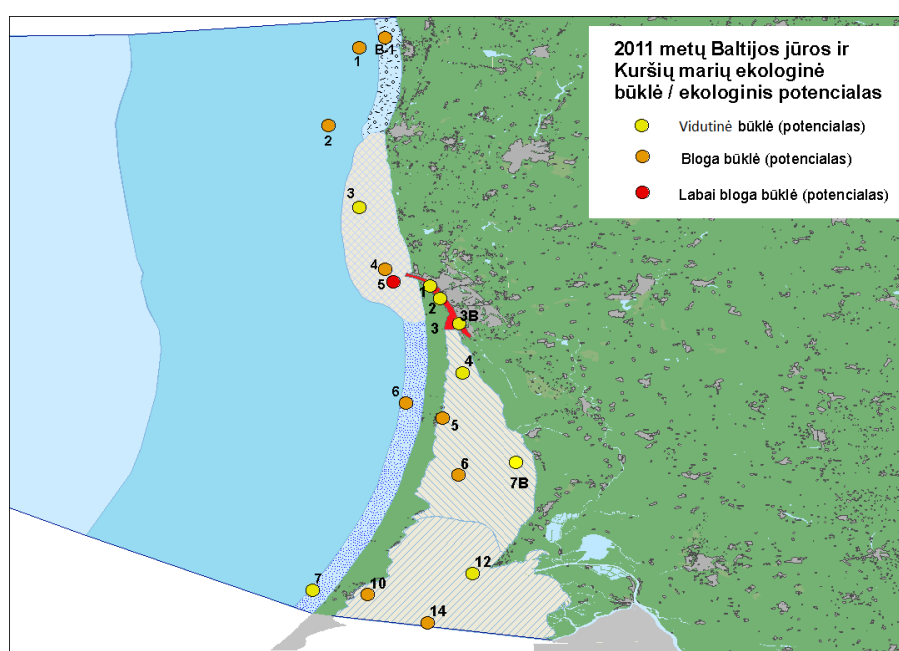 2011 metų Baltijos jūros ir
Kuršių marių ekologinė
būklė / ekologinis potencialas
Vidutinė būklė (potencialas)
Bloga būklė (potencialas)
Labai bloga būklė (potencialas)
B-1
1
2
3
4
5
1
2
3B
3
4
6
5
6
7B
12
7
10
14